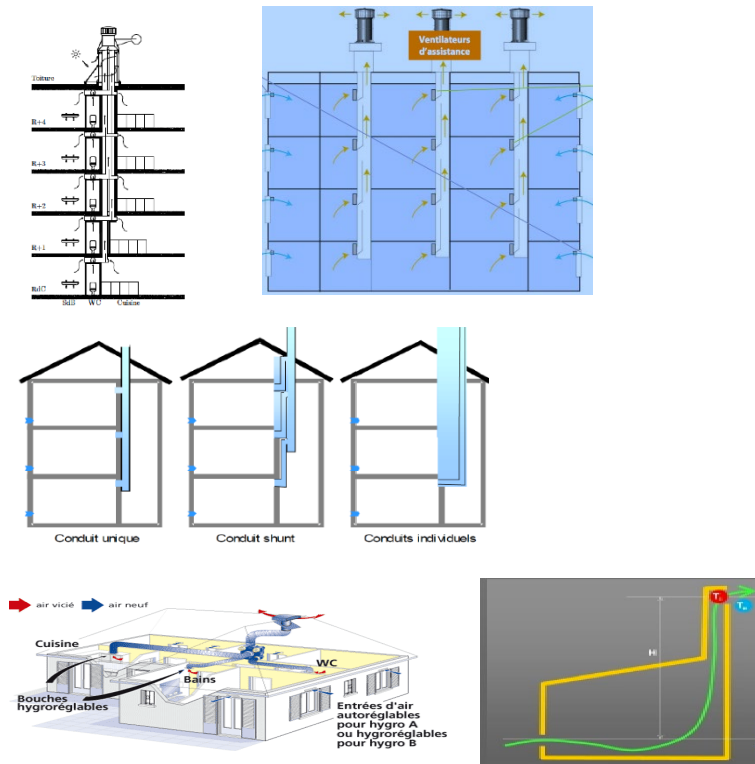 Toiture
R+4
R+3
R+2
R+1
RdC
SdB WC Cuisine
Ventilateurs
d'assistance
Conduit unique
Conduit shunt
Conduits individuels
air vicié
air neuf
Cuisine
Bains
WC
Bouches
hygroréglables
Entrées d'air
autoréglables
pour hygro A
ou hygroréglables
pour hygro B
H